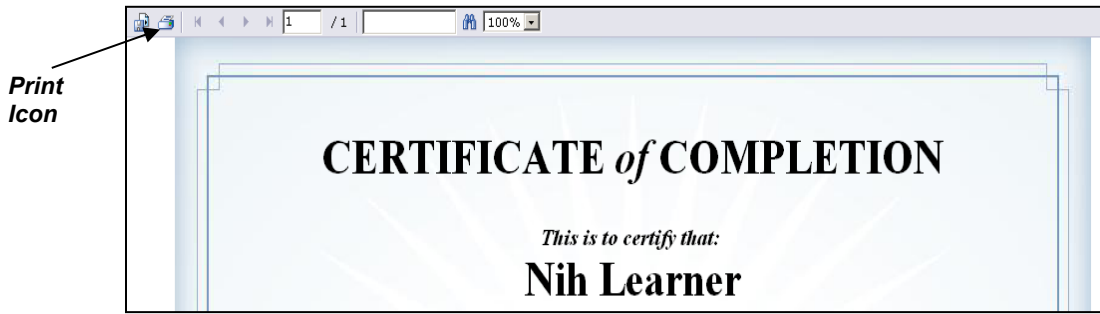 1 / 1 100%
Print
Icon
CERTIFICATE of COMPLETION
This is to certify that:
Nih Learner